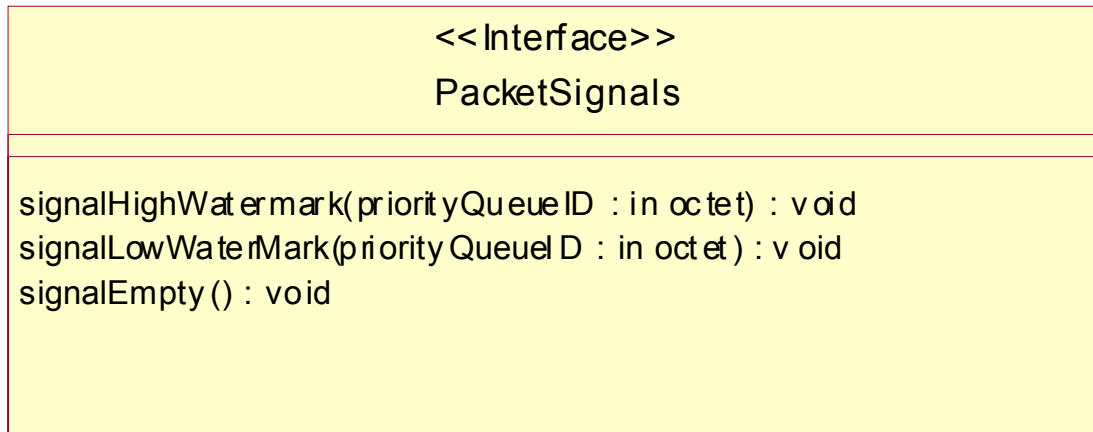 <<Interface>>
PacketSignals
signalHighWatermark(priorityQueueID : in octet) : void
signalLowWaterMark(priorityQueueID : in octet) : void
signalEmpty() : void